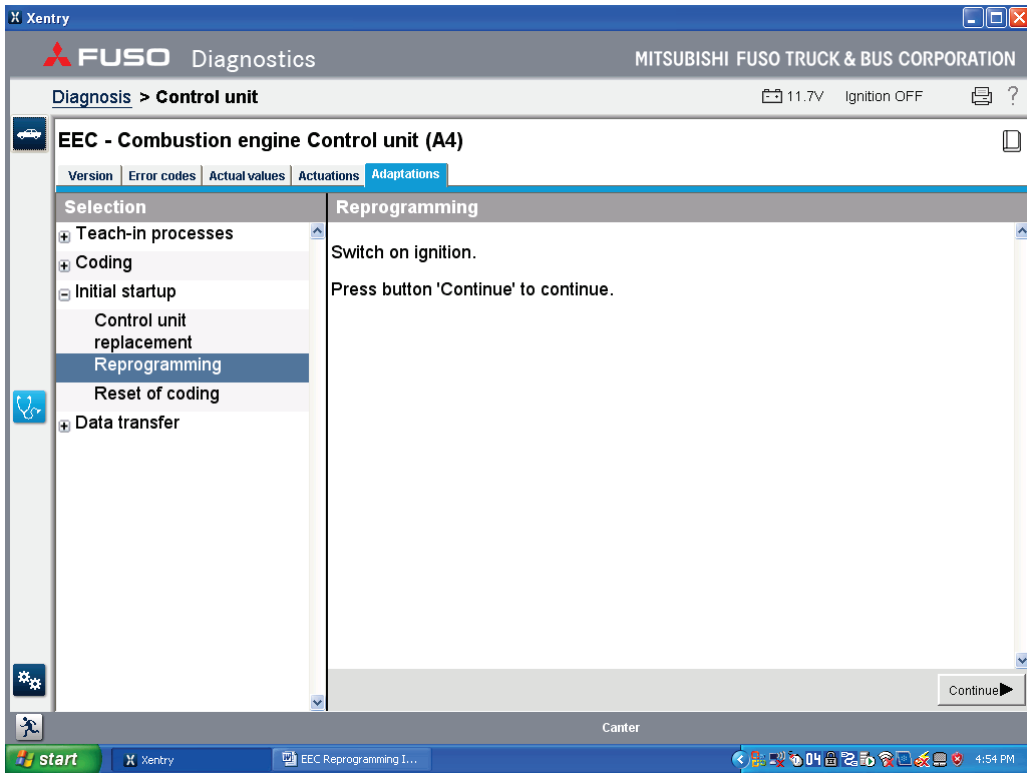 Xentry
FUSO Diagnostics
MITSUBISHI FUSO TRUCK & BUS CORPORATION
Diagnosis > Control unit
11.7V Ignition OFF
?
EEC - Combustion engine Control unit (A4)
Version Error codes Actual values Actuations Adaptations
Selection
Reprogramming
Teach-in processes
Coding
Initial startup
Control unit
replacement
Reprogramming
Reset of coding
Data transfer
Switch on ignition.
Press button 'Continue' to continue.
Continue
Canter
start
X Xentry
EEC Reprogramming I...
04
4:54 PM